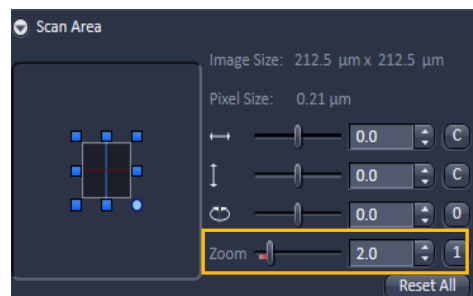 Scan Area
Image Size: 212.5 µm x 212.5 µm
Pixel Size: 0.21 µm
0.0 C
0.0 C
0.0 0
Zoom 2.0 1
Reset All